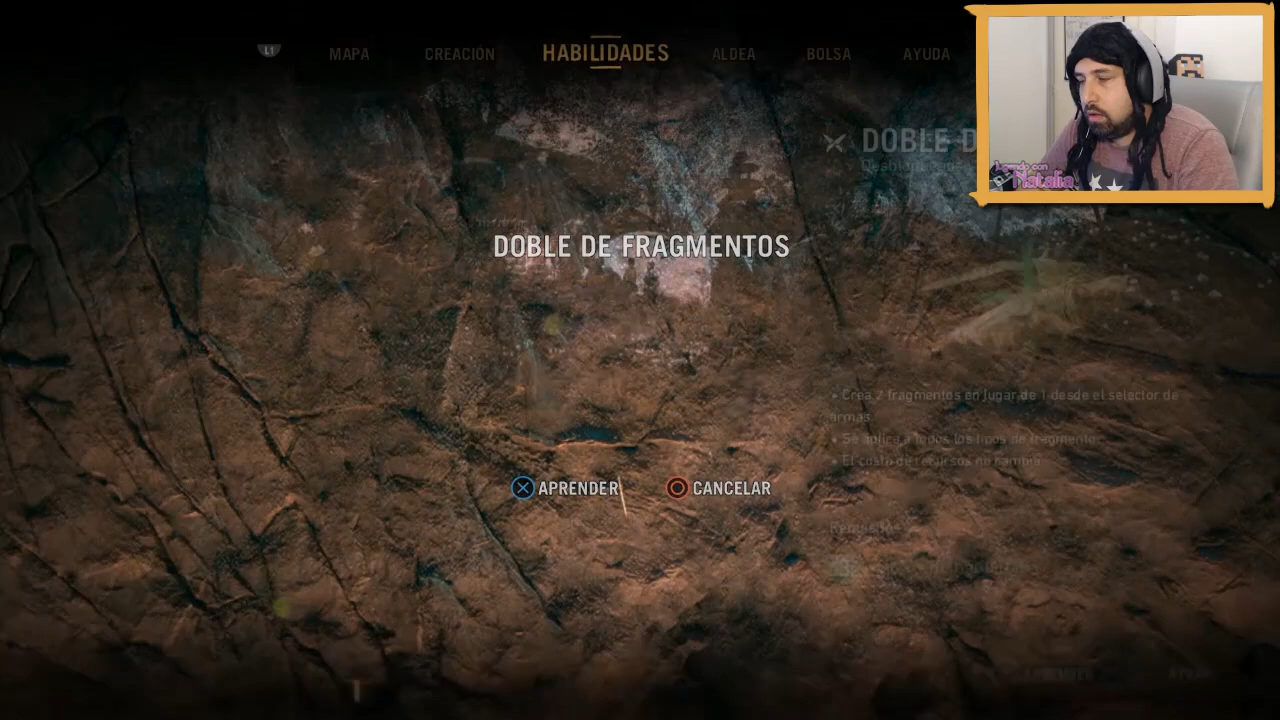 L1 MAPA CREACIÓN HABILIDADES ALDEA BOLSA AYUDA
DOBLE D
Jugando con
Natalia
DOBLE DE FRAGMENTOS
• Crea 2 fragmentos en lugar de 1 desde el selector de
armas
• Se aplica a todos los tipos de fragmento
• El costo de recursos no cambia
APRENDER CANCELAR